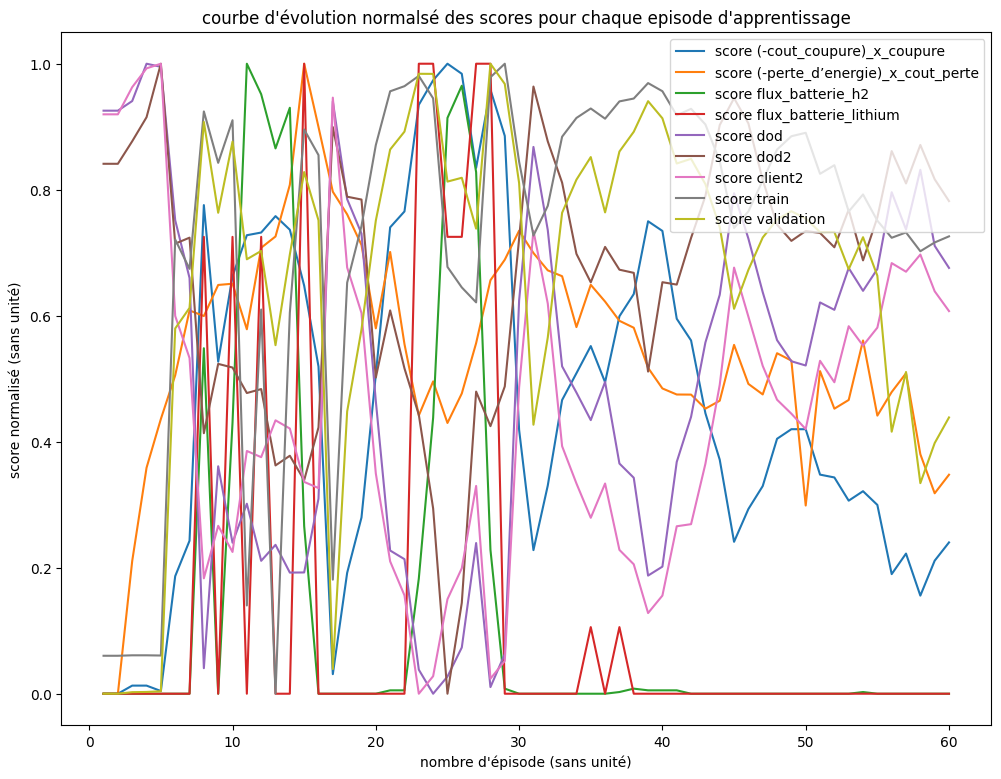 courbe d'évolution normalsé des scores pour chaque episode d'apprentissage
score (-cout_coupure)_x_coupure
score (-perte_d’energie)_x_cout_perte
score flux_batterie_h2
score flux_batterie_lithium
score dod
score dod2
score client2
score train
score validation
score normalisé (sans unité)
1.0
0.8
0.6
0.4
0.2
0.0
0 10 20 30 40 50 60
nombre d'épisode (sans unité)